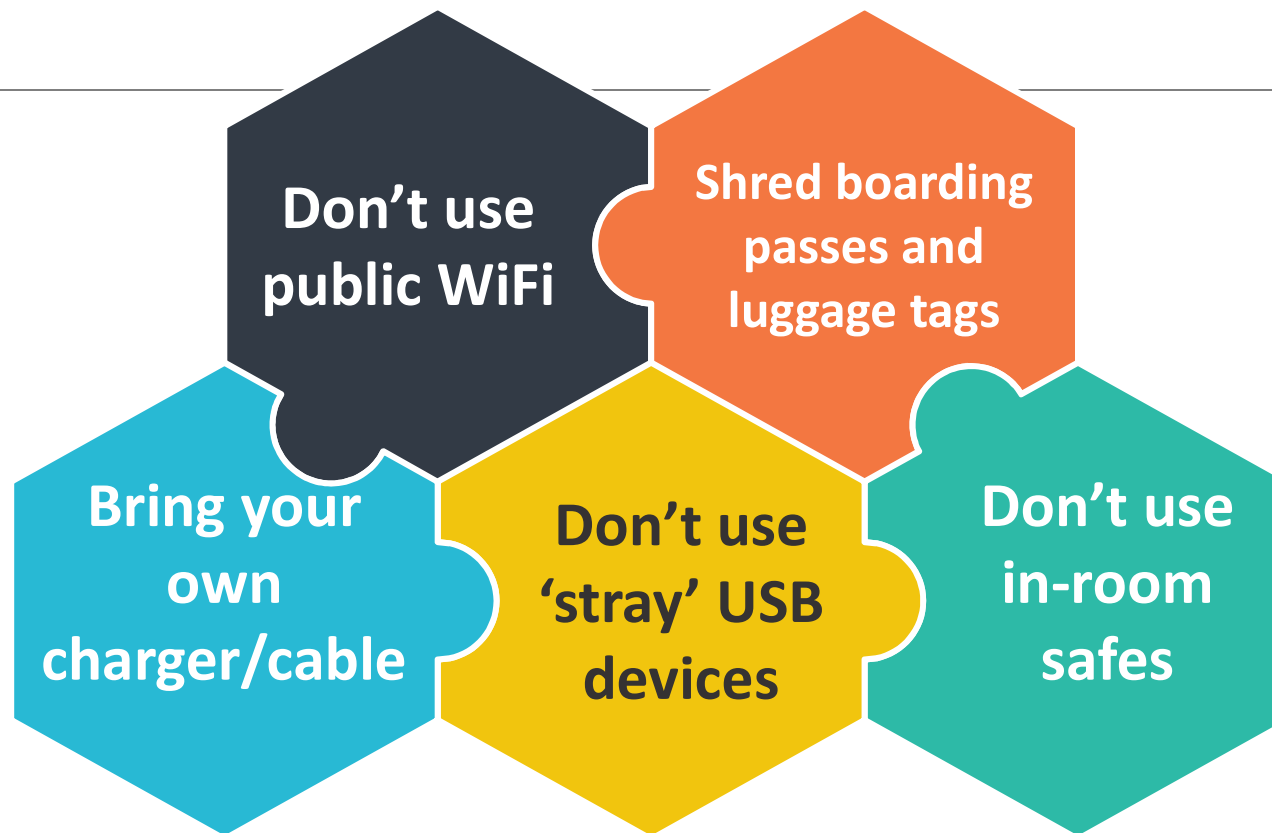 Don’t use
public WiFi
Shred boarding
passes and
luggage tags
Bring your
own
charger/cable
Don’t use
‘stray’ USB
devices
Don’t use
in-room
safes